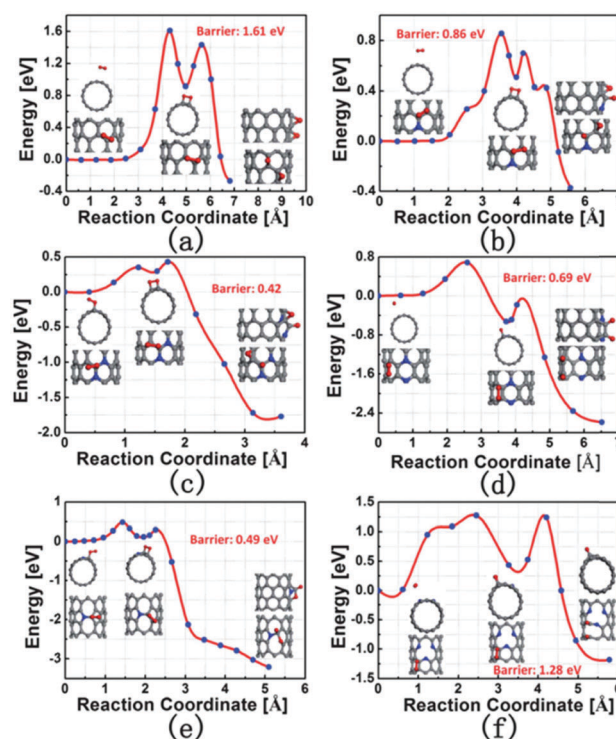 Barrier: 1.61 eV
Energy [eV]
1.6
1.2
0.8
0.4
0.0
-0.4
0 1 2 3 4 5 6 7 8 9 10
Reaction Coordinate [Å]
(a)
Barrier: 0.86 eV
Energy [eV]
0.8
0.4
0.0
-0.4
0 1 2 3 4 5 6
Reaction Coordinate [Å]
(b)
Barrier: 0.42
Energy [eV]
0.5
0.0
-0.5
-1.0
-1.5
-2.0
0 1 2 3 4
Reaction Coordinate [Å]
(c)
Barrier: 0.69 eV
Energy [eV]
0.8
0.0
-0.8
-1.6
-2.4
0 1 2 3 4 5 6
Reaction Coordinate [Å]
(d)
Barrier: 0.49 eV
Energy [eV]
1
0
-1
-2
-3
0 1 2 3 4 5 6
Reaction Coordinate [Å]
(e)
Barrier: 1.28 eV
Energy [eV]
1.5
1.0
0.5
0.0
-0.5
-1.0
-1.5
0 2 4
Reaction Coordinate [Å]
(f)